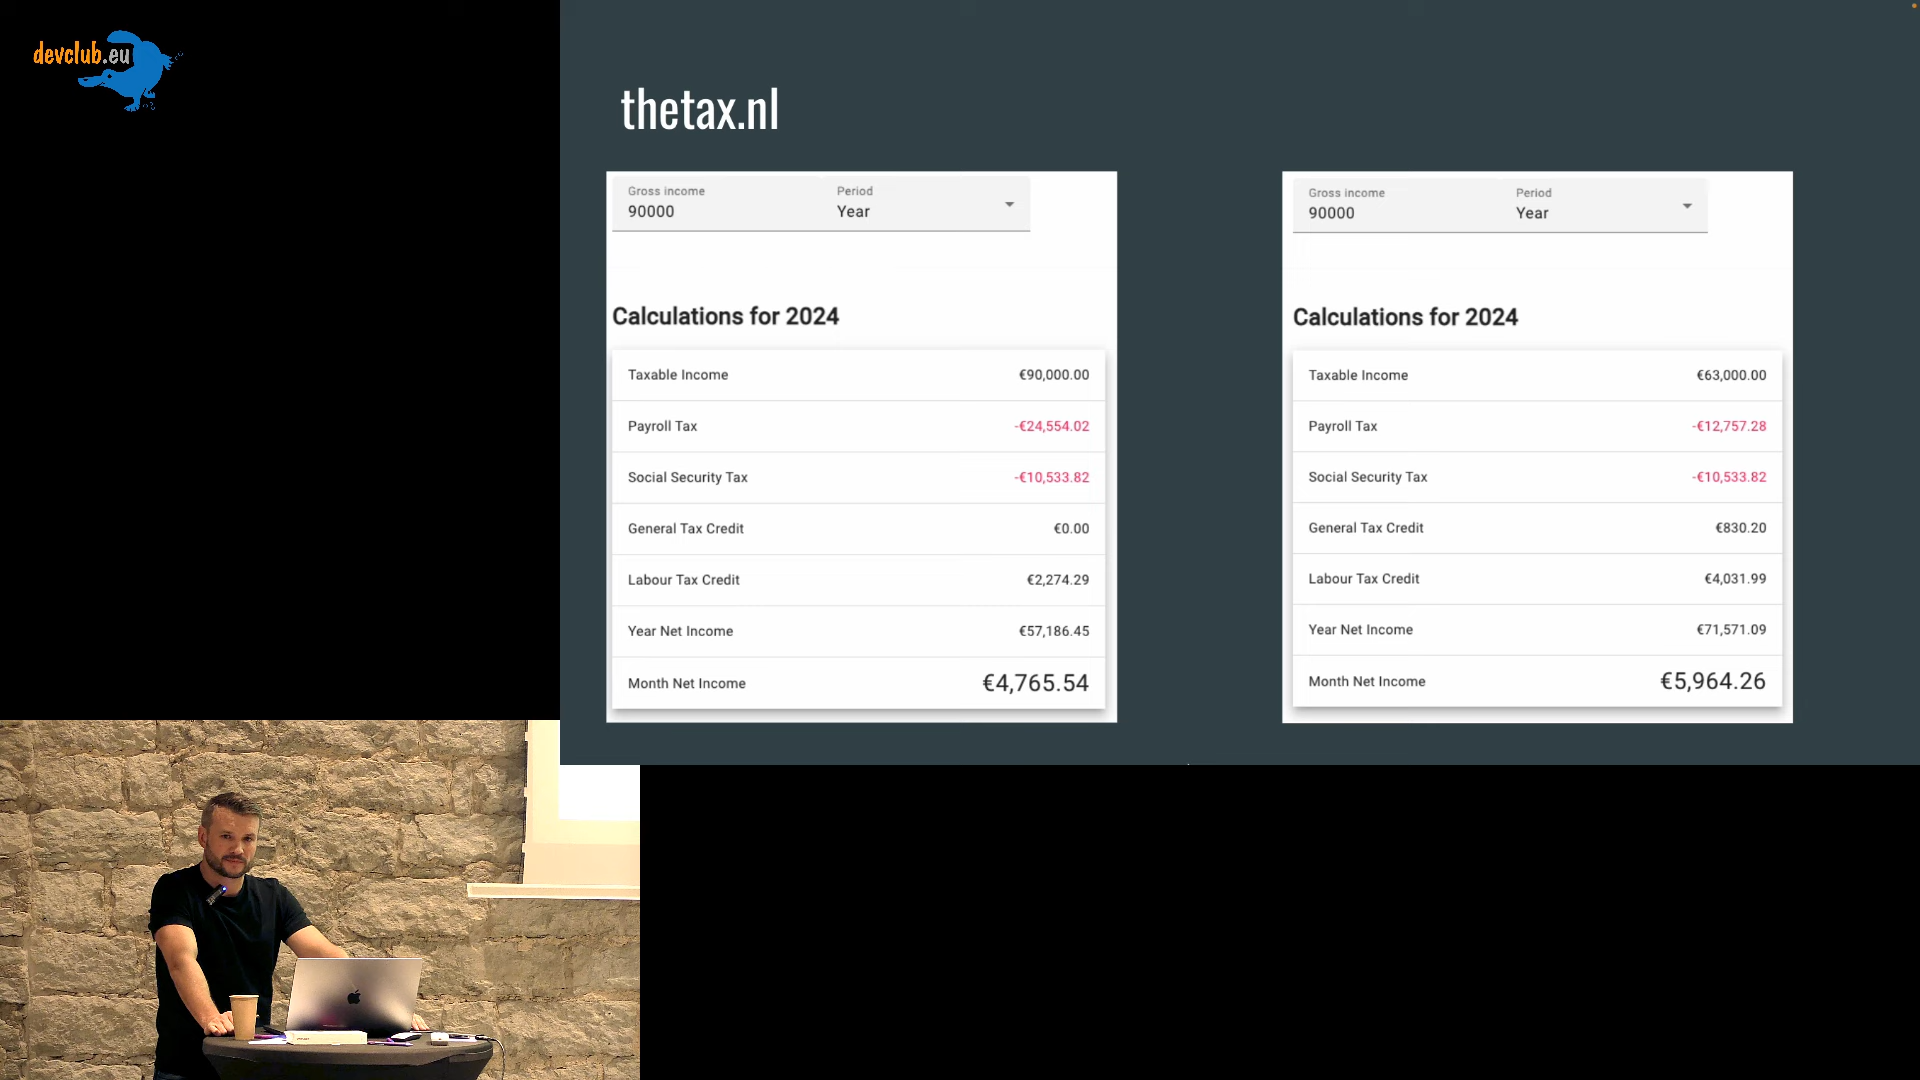 devclub.eu
thetax.nl
Gross income
90000
Period
Year
Calculations for 2024
Taxable Income €90,000.00
Payroll Tax -€24,554.02
Social Security Tax -€10,533.82
General Tax Credit €0.00
Labour Tax Credit €2,274.29
Year Net Income €57,186.45
Month Net Income €4,765.54
Gross income
90000
Period
Year
Calculations for 2024
Taxable Income €63,000.00
Payroll Tax -€12,757.28
Social Security Tax -€10,533.82
General Tax Credit €830.20
Labour Tax Credit €4,031.99
Year Net Income €71,571.09
Month Net Income €5,964.26